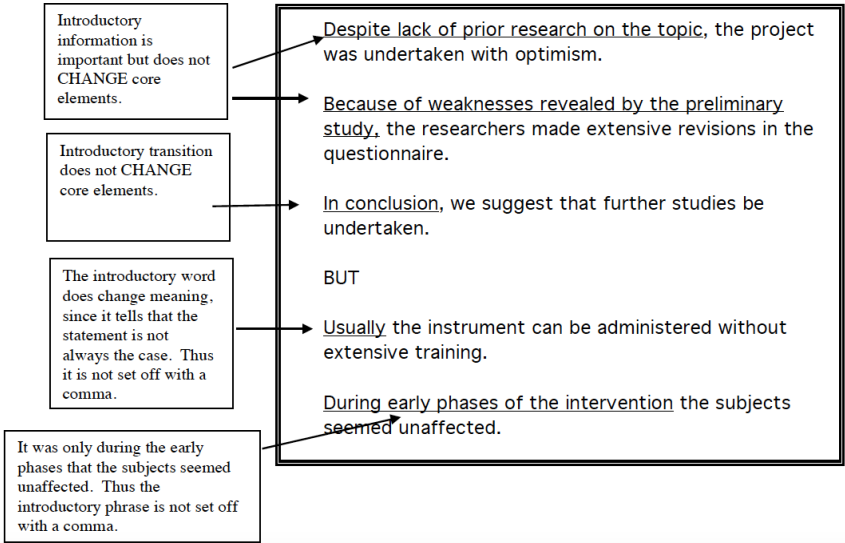 Introductory
information is
important but does not
CHANGE core
elements.
Despite lack of prior research on the topic, the project
was undertaken with optimism.
Because of weaknesses revealed by the preliminary
study, the researchers made extensive revisions in the
questionnaire.
Introductory transition
does not CHANGE
core elements.
In conclusion, we suggest that further studies be
undertaken.
BUT
The introductory word
does change meaning,
since it tells that the
statement is not
always the case.  Thus
it is not set off with a
comma.
Usually the instrument can be administered without
extensive training.
During early phases of the intervention the subjects
seemed unaffected.
It was only during the early
phases that the subjects seemed
unaffected.  Thus the
introductory phrase is not set off
with a comma.